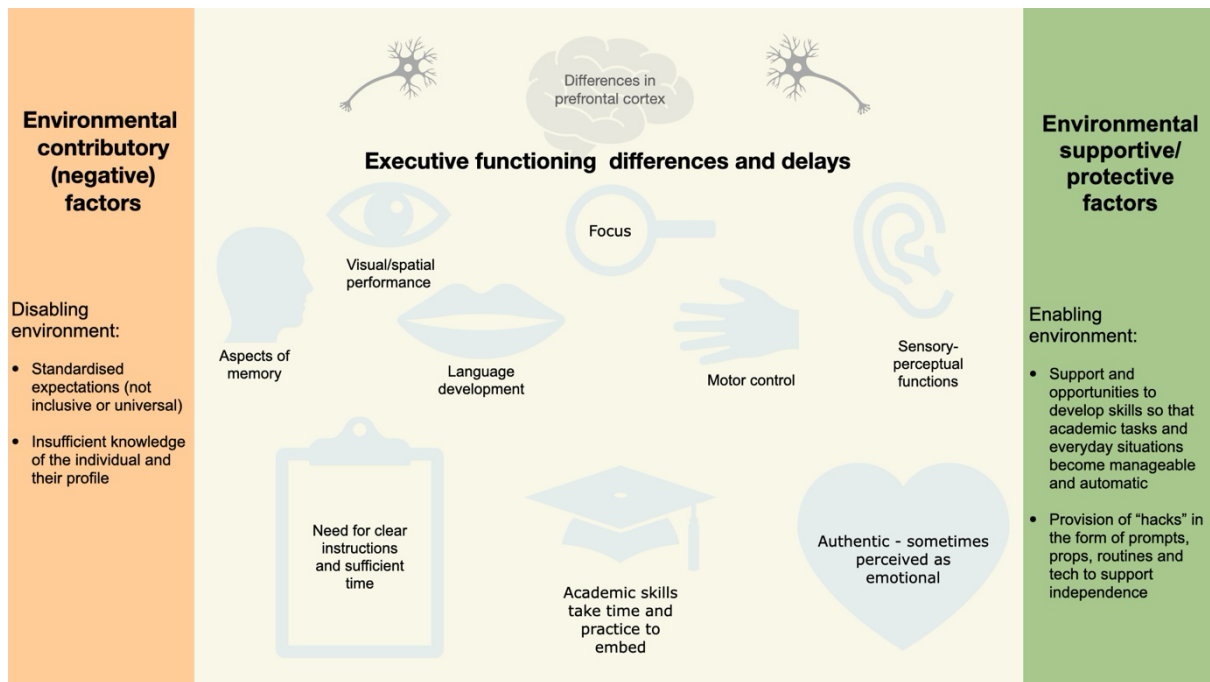 Environmental
contributory
(negative)
factors
Disabling
environment:
• Standardised
expectations (not
inclusive or universal)
• Insufficient knowledge
of the individual and
their profile
Differences in
prefrontal cortex
Executive functioning differences and delays
Visual/spatial
performance
Focus
Aspects of
memory
Language
development
Motor control
Sensory-
perceptual
functions
Need for clear
instructions
and sufficient
time
Academic skills
take time and
practice to
embed
Authentic - sometimes
perceived as
emotional
Environmental
supportive/
protective
factors
Enabling
environment:
• Support and
opportunities to
develop skills so that
academic tasks and
everyday situations
become manageable
and automatic
• Provision of “hacks” in
the form of prompts,
props, routines and
tech to support
independence